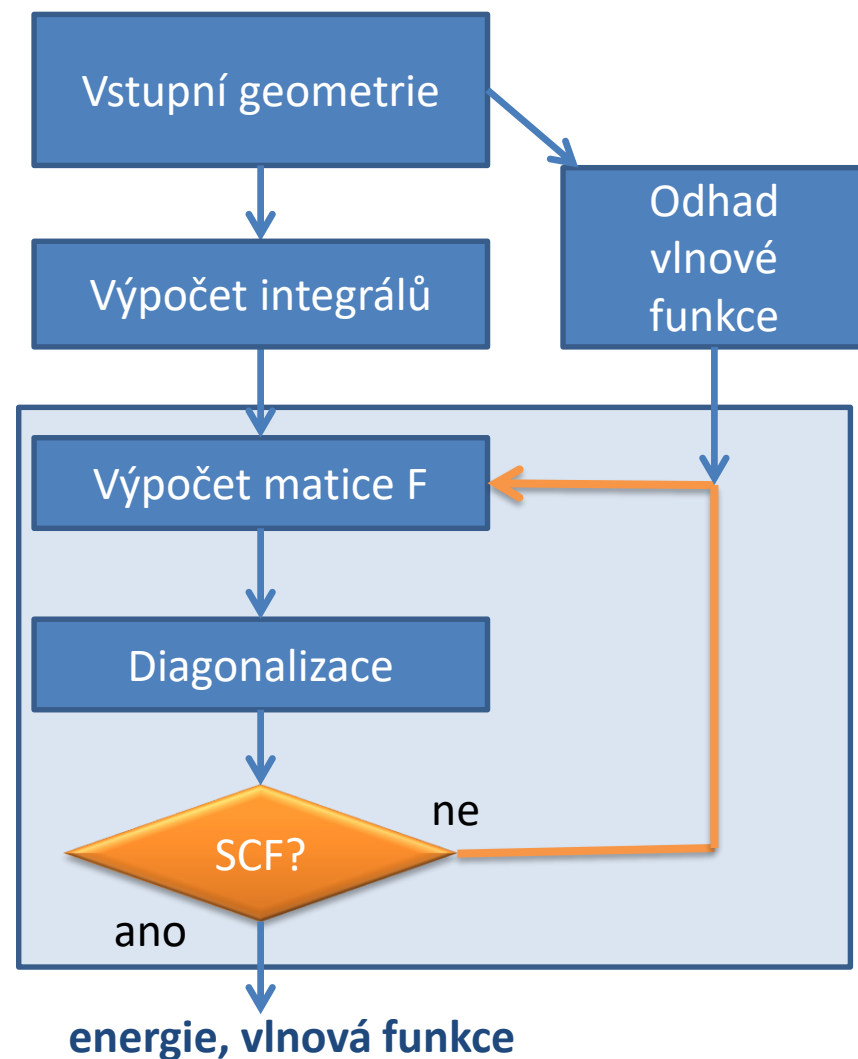 Vstupní geometrie
Odhad
vlnové
funkce
Výpočet integrálů
Výpočet matice F
Diagonalizace
ne
SCF?
ano
energie, vlnová funkce